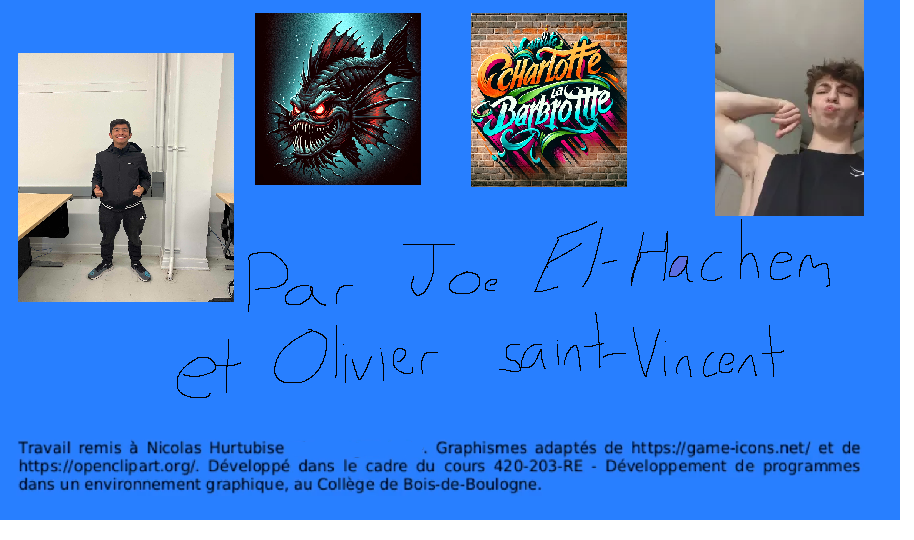 Charlotte
La
Barbrotte
Par Joe El-Hachem
et Olivier saint-Vincent
Travail remis à Nicolas Hurtubise . Graphismes adaptés de https://game-icons.net/ et de
https://openclipart.org/. Développé dans le cadre du cours 420-203-RE - Développement de programmes
dans un environnement graphique, au Collège de Bois-de-Boulogne.